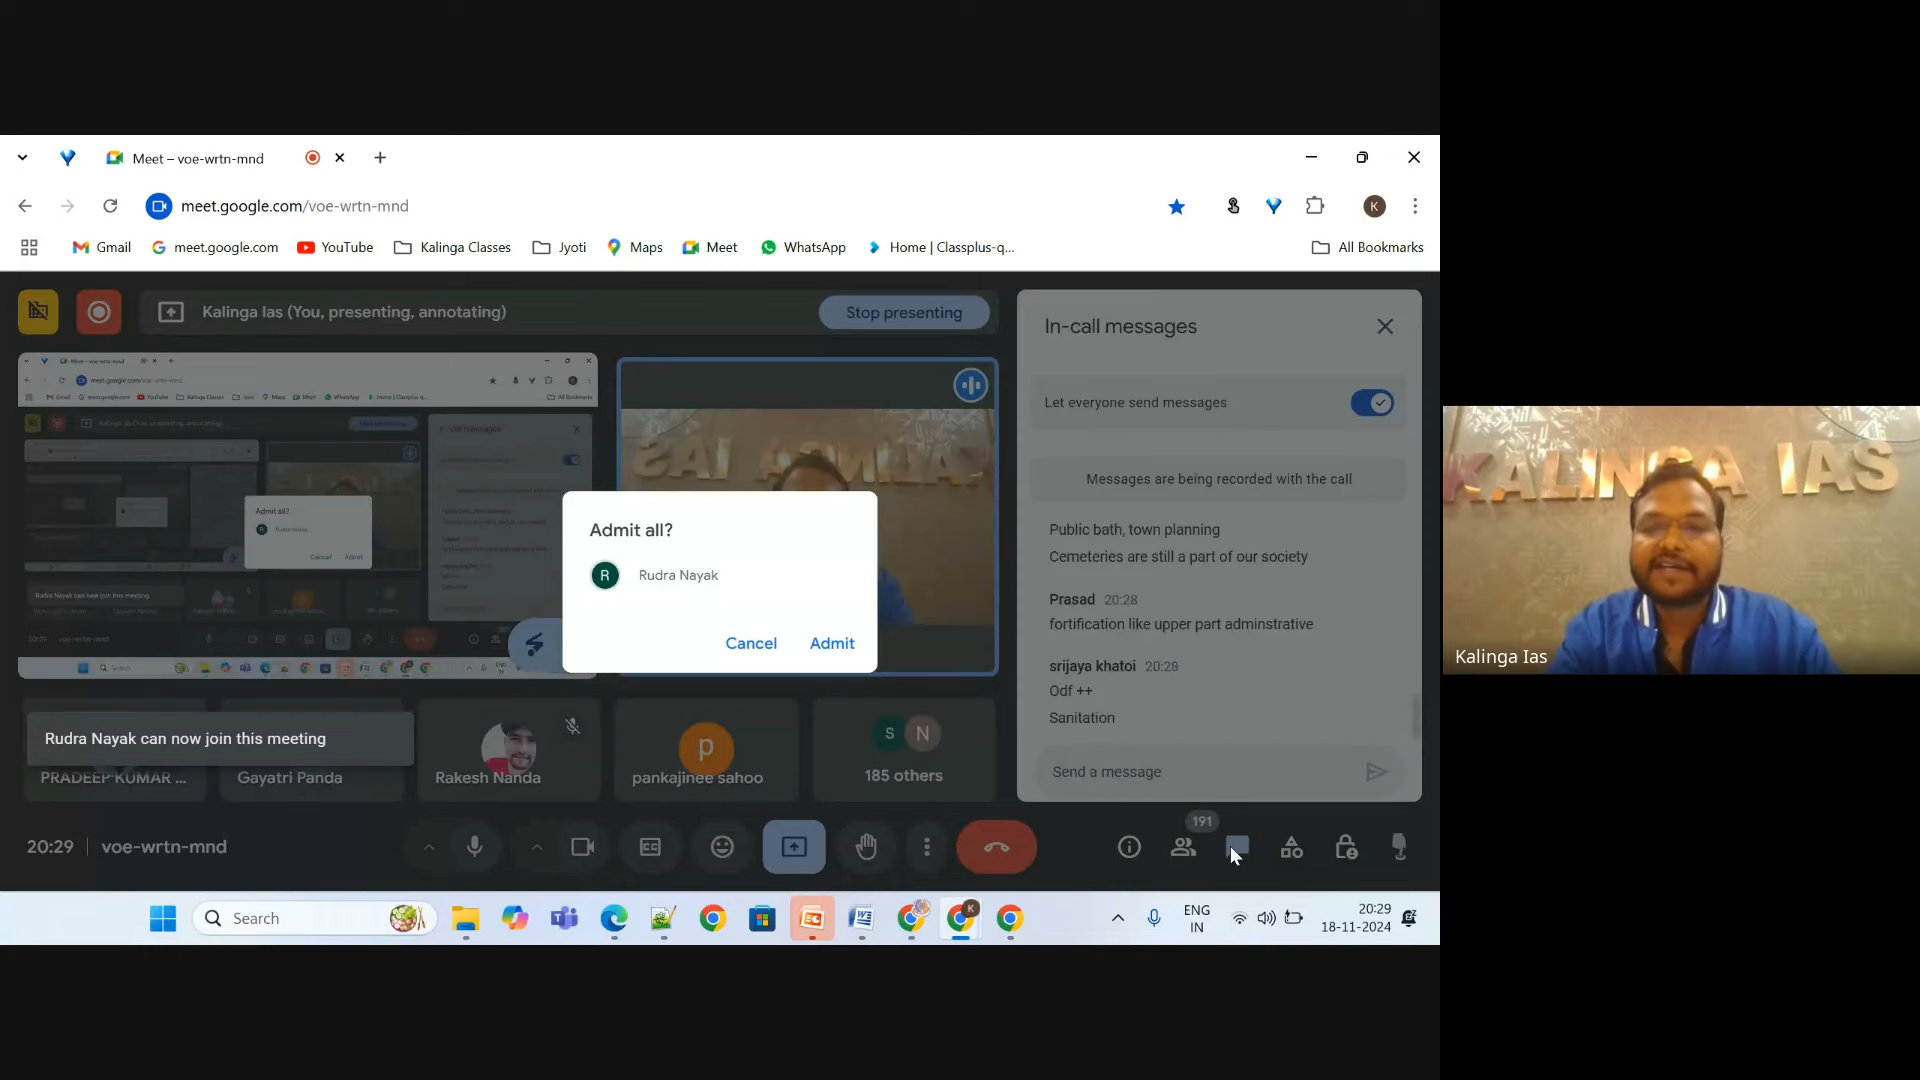 Meet – voe-wrtn-mnd
meet.google.com/voe-wrtn-mnd
K
Gmail
meet.google.com
YouTube
Kalinga Classes
Jyoti
Maps
Meet
WhatsApp
Home | Classplus-q...
All Bookmarks
Kalinga Ias (You, presenting, annotating)
Stop presenting
In-call messages
Let everyone send messages
Messages are being recorded with the call
Public bath, town planning
Cemeteries are still a part of our society
Prasad 20:28
fortification like upper part adminstrative
srijaya khatoi 20:28
Odf ++
Sanitation
Send a message
Admit all?
R Rudra Nayak
Cancel Admit
Rudra Nayak can now join this meeting
PRADEEP KUMAR ...
Gayatri Panda
Rakesh Nanda
p
pankajinee sahoo
S N
185 others
20:29 | voe-wrtn-mnd
CC
191
Search
ENG
IN
20:29
18-11-2024
KALINGA IAS
Kalinga Ias